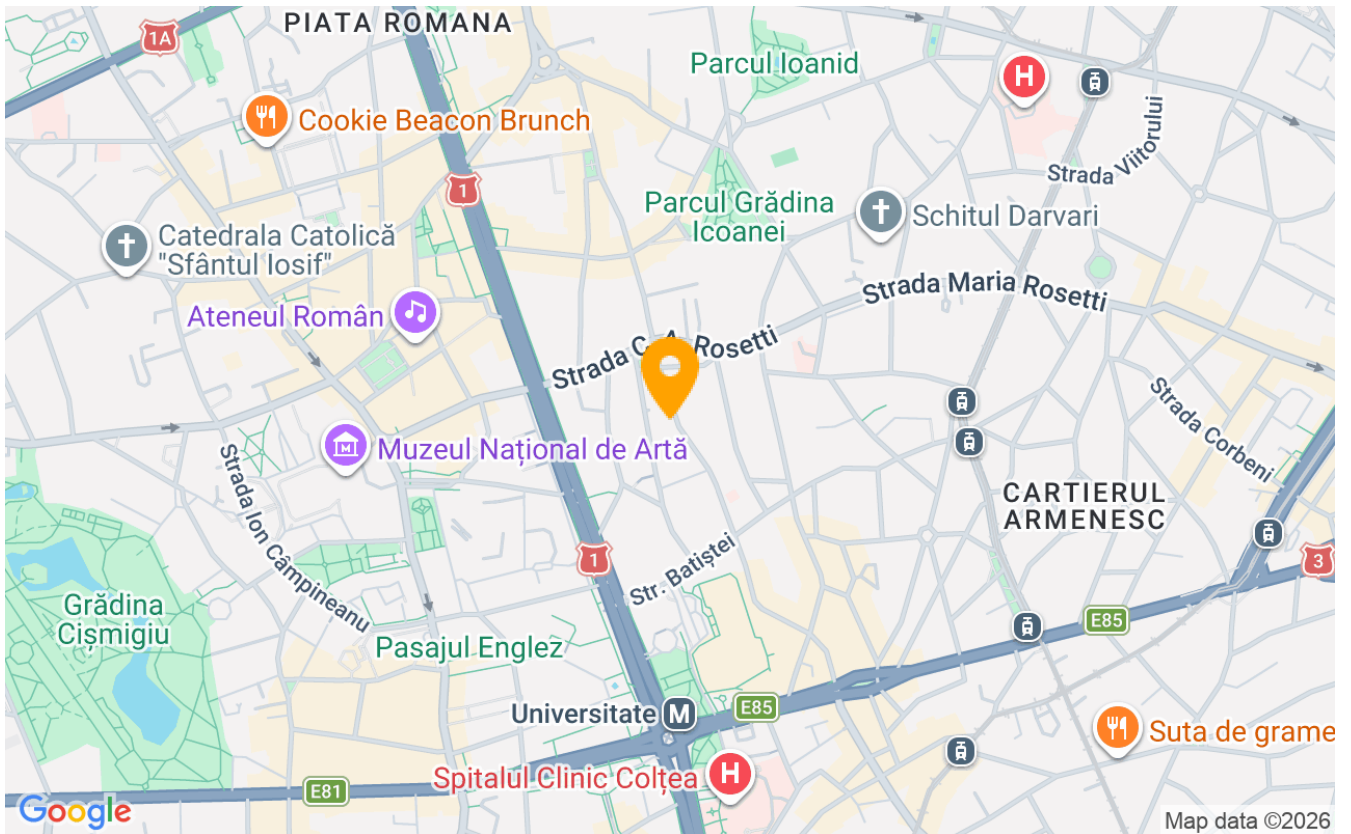 PIATA ROMANA
1A
Parcul Ioanid
H
Cookie Beacon Brunch
Strada Viitorului
1
Parcul Grădina
Icoanei
Schitul Darvari
Catedrala Catolică
"Sfântul Iosif"
Strada Maria Rosetti
Ateneul Român
Strada C. A. Rosetti
Strada Corbeni
Muzeul Național de Artă
M
Strada Ion Câmpineanu
CARTIERUL
ARMENESC
1
3
Str. Batiștei
Grădina
Cișmigiu
E85
Pasajul Englez
Universitate
M
E85
Suta de grame
Spitalul Clinic Colțea
H
E81
Google
Map data ©2026